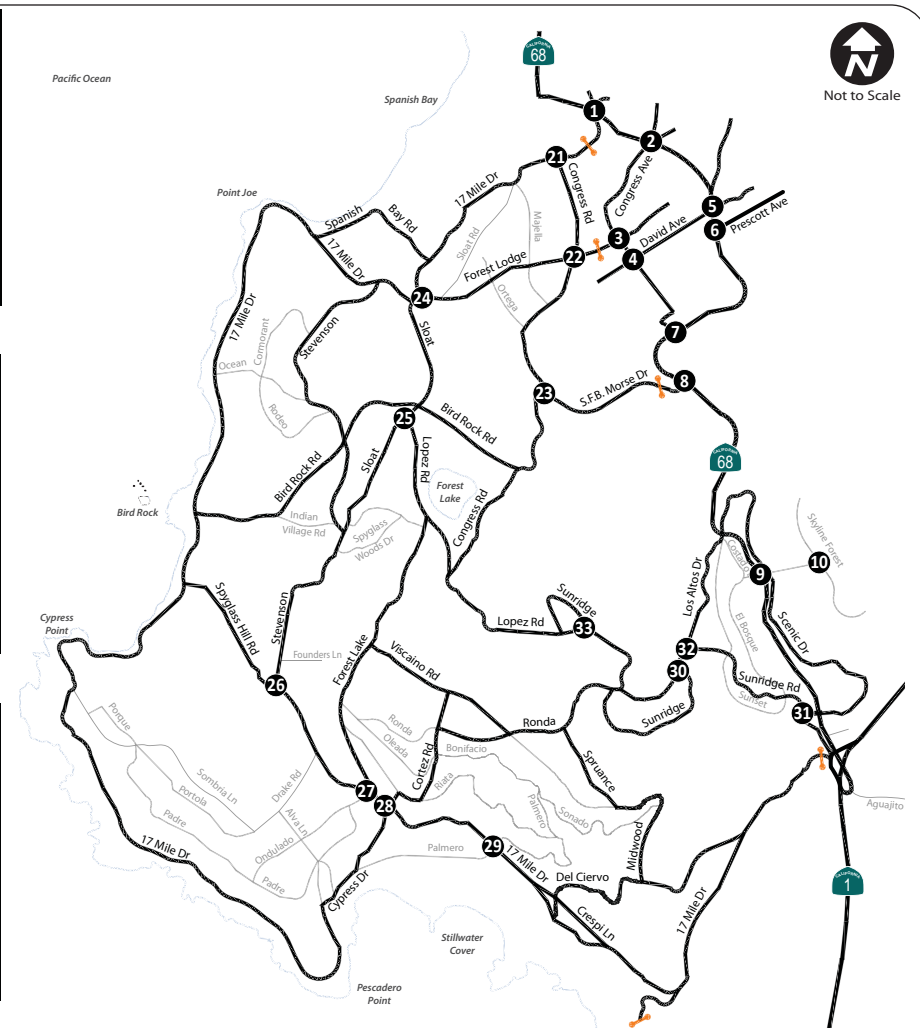 Pacific Ocean
CALIFORNIA
68
N
Not to Scale
Spanish Bay
1
2
21
Congress Rd
Congress Ave
17 Mile Dr
Point Joe
Spanish
Bay Rd
17 Mile Dr
Sloat Rd
Majella
5
Prescott Ave
6
3
David Ave
4
22
Forest Lodge
Ortega
24
17 Mile Dr
Cormorant
Stevenson
Sloat
7
Ocean
Rodeo
8
S.F.B. Morse Dr
23
25
Bird Rock Rd
Sloat
Lopez Rd
CALIFORNIA
68
Bird Rock Rd
Forest
Lake
Bird Rock
Indian
Village Rd
Spyglass
Woods Dr
Congress Rd
Skyline Forest
Costado
9
10
Los Altos Dr
El Bosque
Scenic Dr
Spyglass Hill Rd
Stevenson
Sunridge
Lopez Rd
33
Cypress
Point
Founders Ln
Forest Lake
Viscaino Rd
32
30
26
Sunridge Rd
Sunset
Sunridge
31
Porque
Ronda
Oleada
Ronda
Cortez Rd
Bonifacio
Spruance
Sombria Ln
Portola
Drake Rd
Riata
27
28
Palmero
Sonado
Aguajito
Padre
Alva Ln
Ondulado
17 Mile Dr
Palmero
29
17 Mile Dr
Midwood
Del Ciervo
Padre
Cypress Dr
Crespi Ln
17 Mile Dr
CALIFORNIA
1
Stillwater
Cove
Pescadero
Point